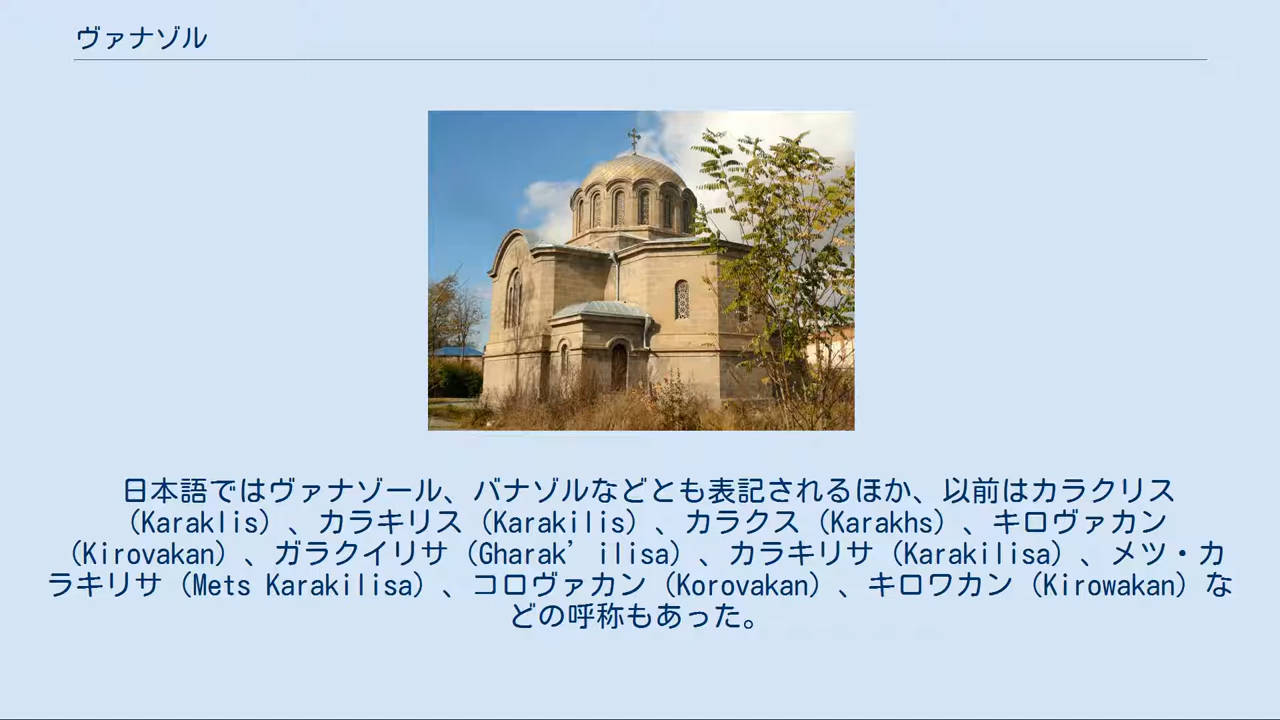 ヴァナゾル
日本語ではヴァナゾール、バナゾルなどとも表記されるほか、以前はカラクリス
（Karaklis）、カラキリス（Karakilis）、カラクス（Karakhs）、キロヴァカン
（Kirovakan）、ガラクイリサ（Gharak’ilisa）、カラキリサ（Karakilisa）、メツ・カ
ラキリサ（Mets Karakilisa）、コロヴァカン（Korovakan）、キロワカン（Kirowakan）な
どの呼称もあった。